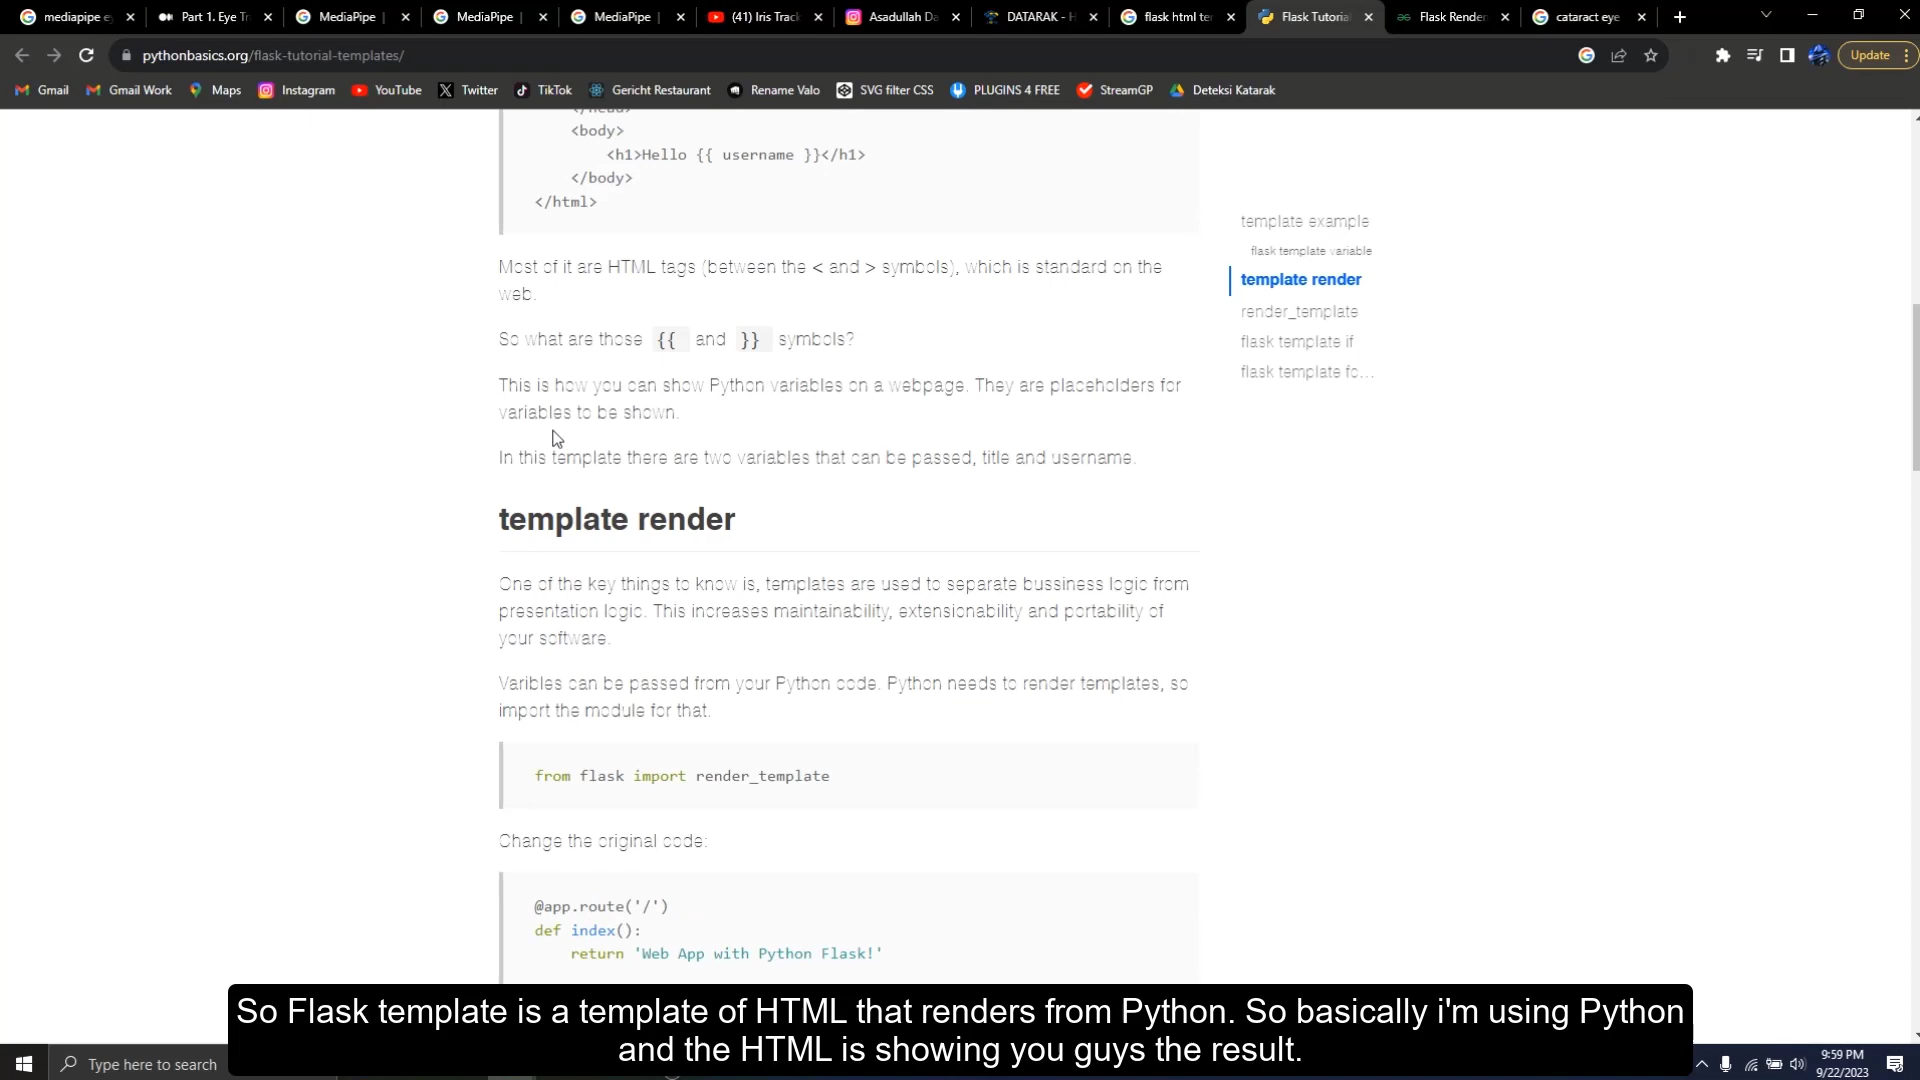 mediapipe e
Part 1. Eye Tr
MediaPipe
MediaPipe
MediaPipe
(41) Iris Trac
Asadullah Da
DATARAK - H
flask html te
Flask Tutoria
Flask Render
cataract eye
pythonbasics.org/flask-tutorial-templates/
Update
Gmail
Gmail Work
Maps
Instagram
YouTube
Twitter
TikTok
Gericht Restaurant
Rename Valo
SVG filter CSS
PLUGINS 4 FREE
StreamGP
Deteksi Katarak
</head>
<body>
<h1>Hello {{ username }}</h1>
</body>
</html>
Most of it are HTML tags (between the < and > symbols), which is standard on the
web.
So what are those {{ and }} symbols?
This is how you can show Python variables on a webpage. They are placeholders for
variables to be shown.
In this template there are two variables that can be passed, title and username.
template render
One of the key things to know is, templates are used to separate bussiness logic from
presentation logic. This increases maintainability, extensionability and portability of
your software.
Varibles can be passed from your Python code. Python needs to render templates, so
import the module for that.
from flask import render_template
Change the original code:
@app.route('/')
def index():
return 'Web App with Python Flask!'
template example
flask template variable
template render
render_template
flask template if
flask template fo...
So Flask template is a template of HTML that renders from Python. So basically i'm using Python
and the HTML is showing you guys the result.
Type here to search
9:59 PM
9/22/2023